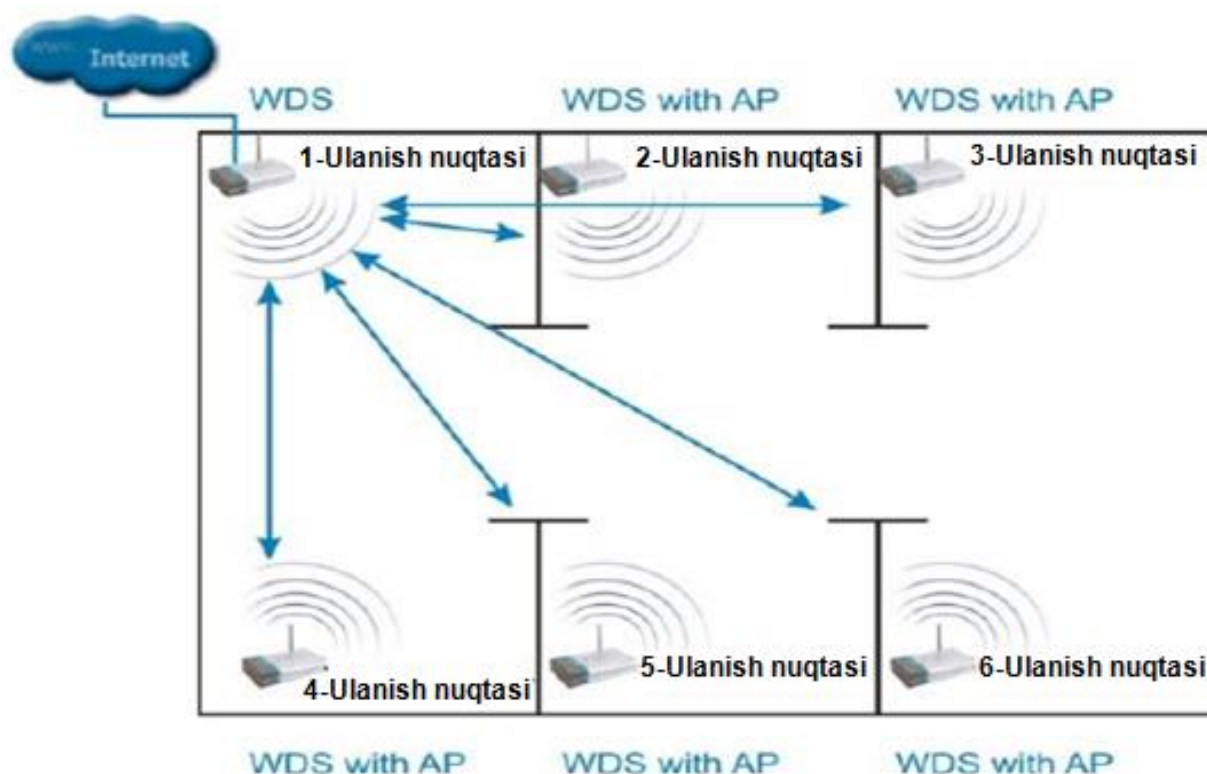 www.
Internet
WDS
WDS with AP
WDS with AP
1-Ulanish nuqtasi
2-Ulanish nuqtasi
3-Ulanish nuqtasi
4-Ulanish nuqtasi
5-Ulanish nuqtasi
6-Ulanish nuqtasi
WDS with AP
WDS with AP
WDS with AP